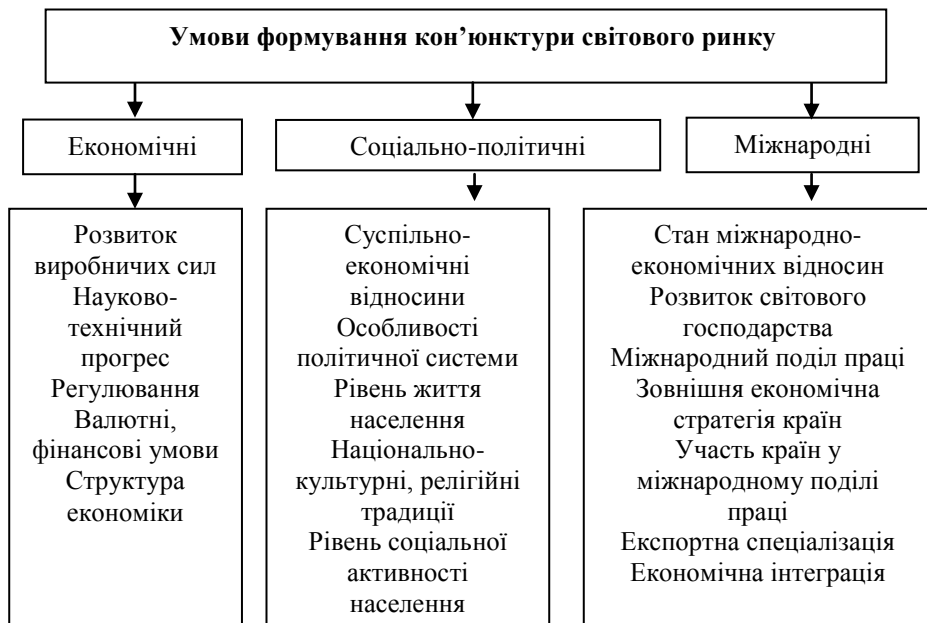 Умови формування кон’юнктури світового ринку
Економічні
Соціально-політичні
Міжнародні
Розвиток
виробничих сил
Науково-
технічний
прогрес
Регулювання
Валютні,
фінансові умови
Структура
економіки
Суспільно-
економічні
відносини
Особливості
політичної системи
Рівень життя
населення
Національно-
культурні, релігійні
традиції
Рівень соціальної
активності
населення
Стан міжнародно-
економічних відносин
Розвиток світового
господарства
Міжнародний поділ праці
Зовнішня економічна
стратегія країн
Участь країн у
міжнародному поділі
праці
Експортна спеціалізація
Економічна інтеграція